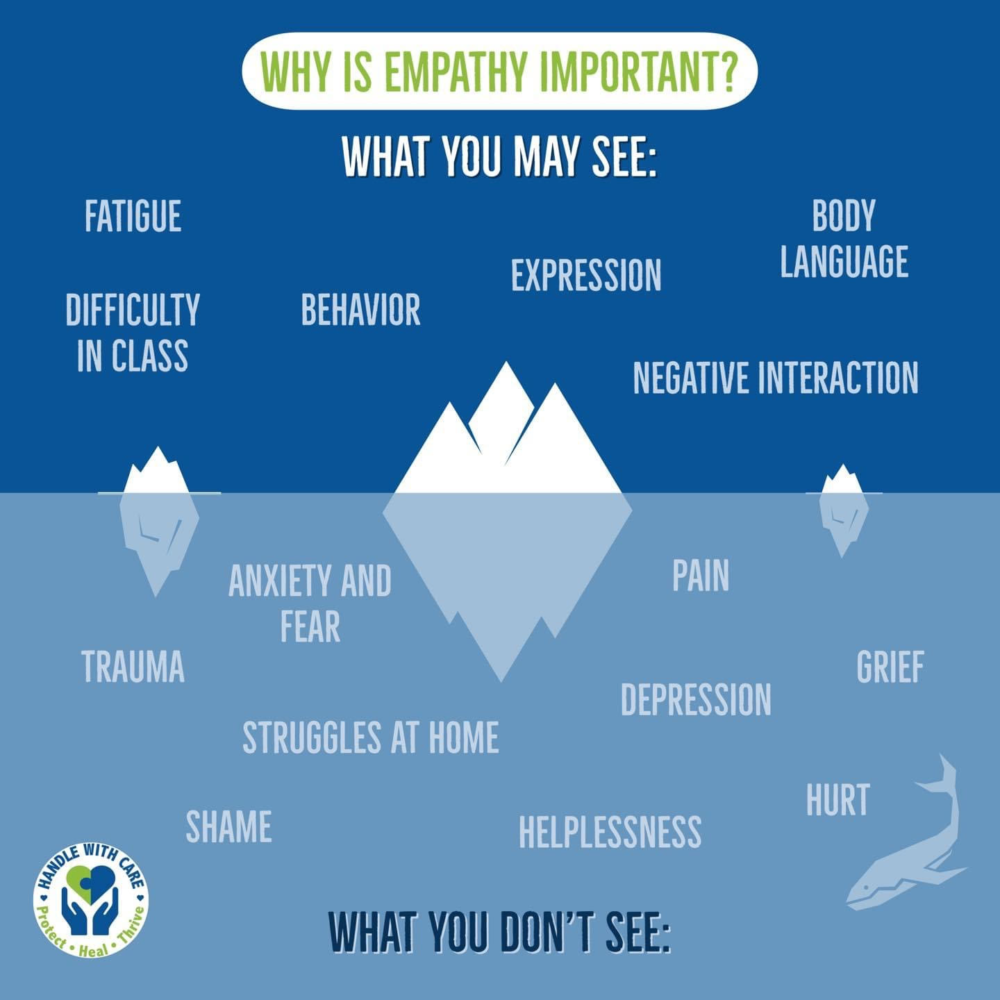 WHY IS EMPATHY IMPORTANT?
WHAT YOU MAY SEE:
FATIGUE
BODY
LANGUAGE
EXPRESSION
DIFFICULTY
IN CLASS
BEHAVIOR
NEGATIVE INTERACTION
ANXIETY AND
FEAR
PAIN
TRAUMA
GRIEF
DEPRESSION
STRUGGLES AT HOME
HURT
SHAME
HELPLESSNESS
HANDLE WITH CARE
Protect • Heal • Thrive
WHAT YOU DON'T SEE: